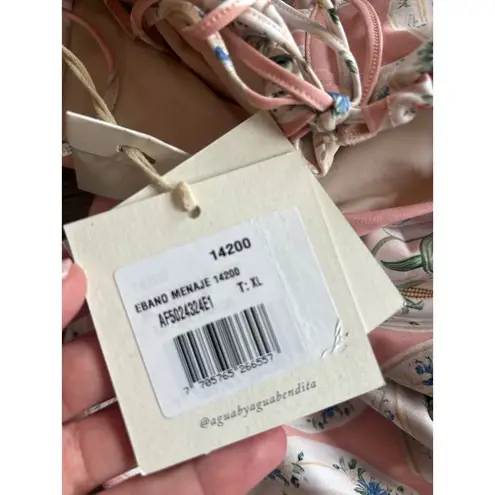 14200
EBANO MENAJE 14200
T: XL
AF5024324E1
7 705765 266557
@aguabyaguabendita